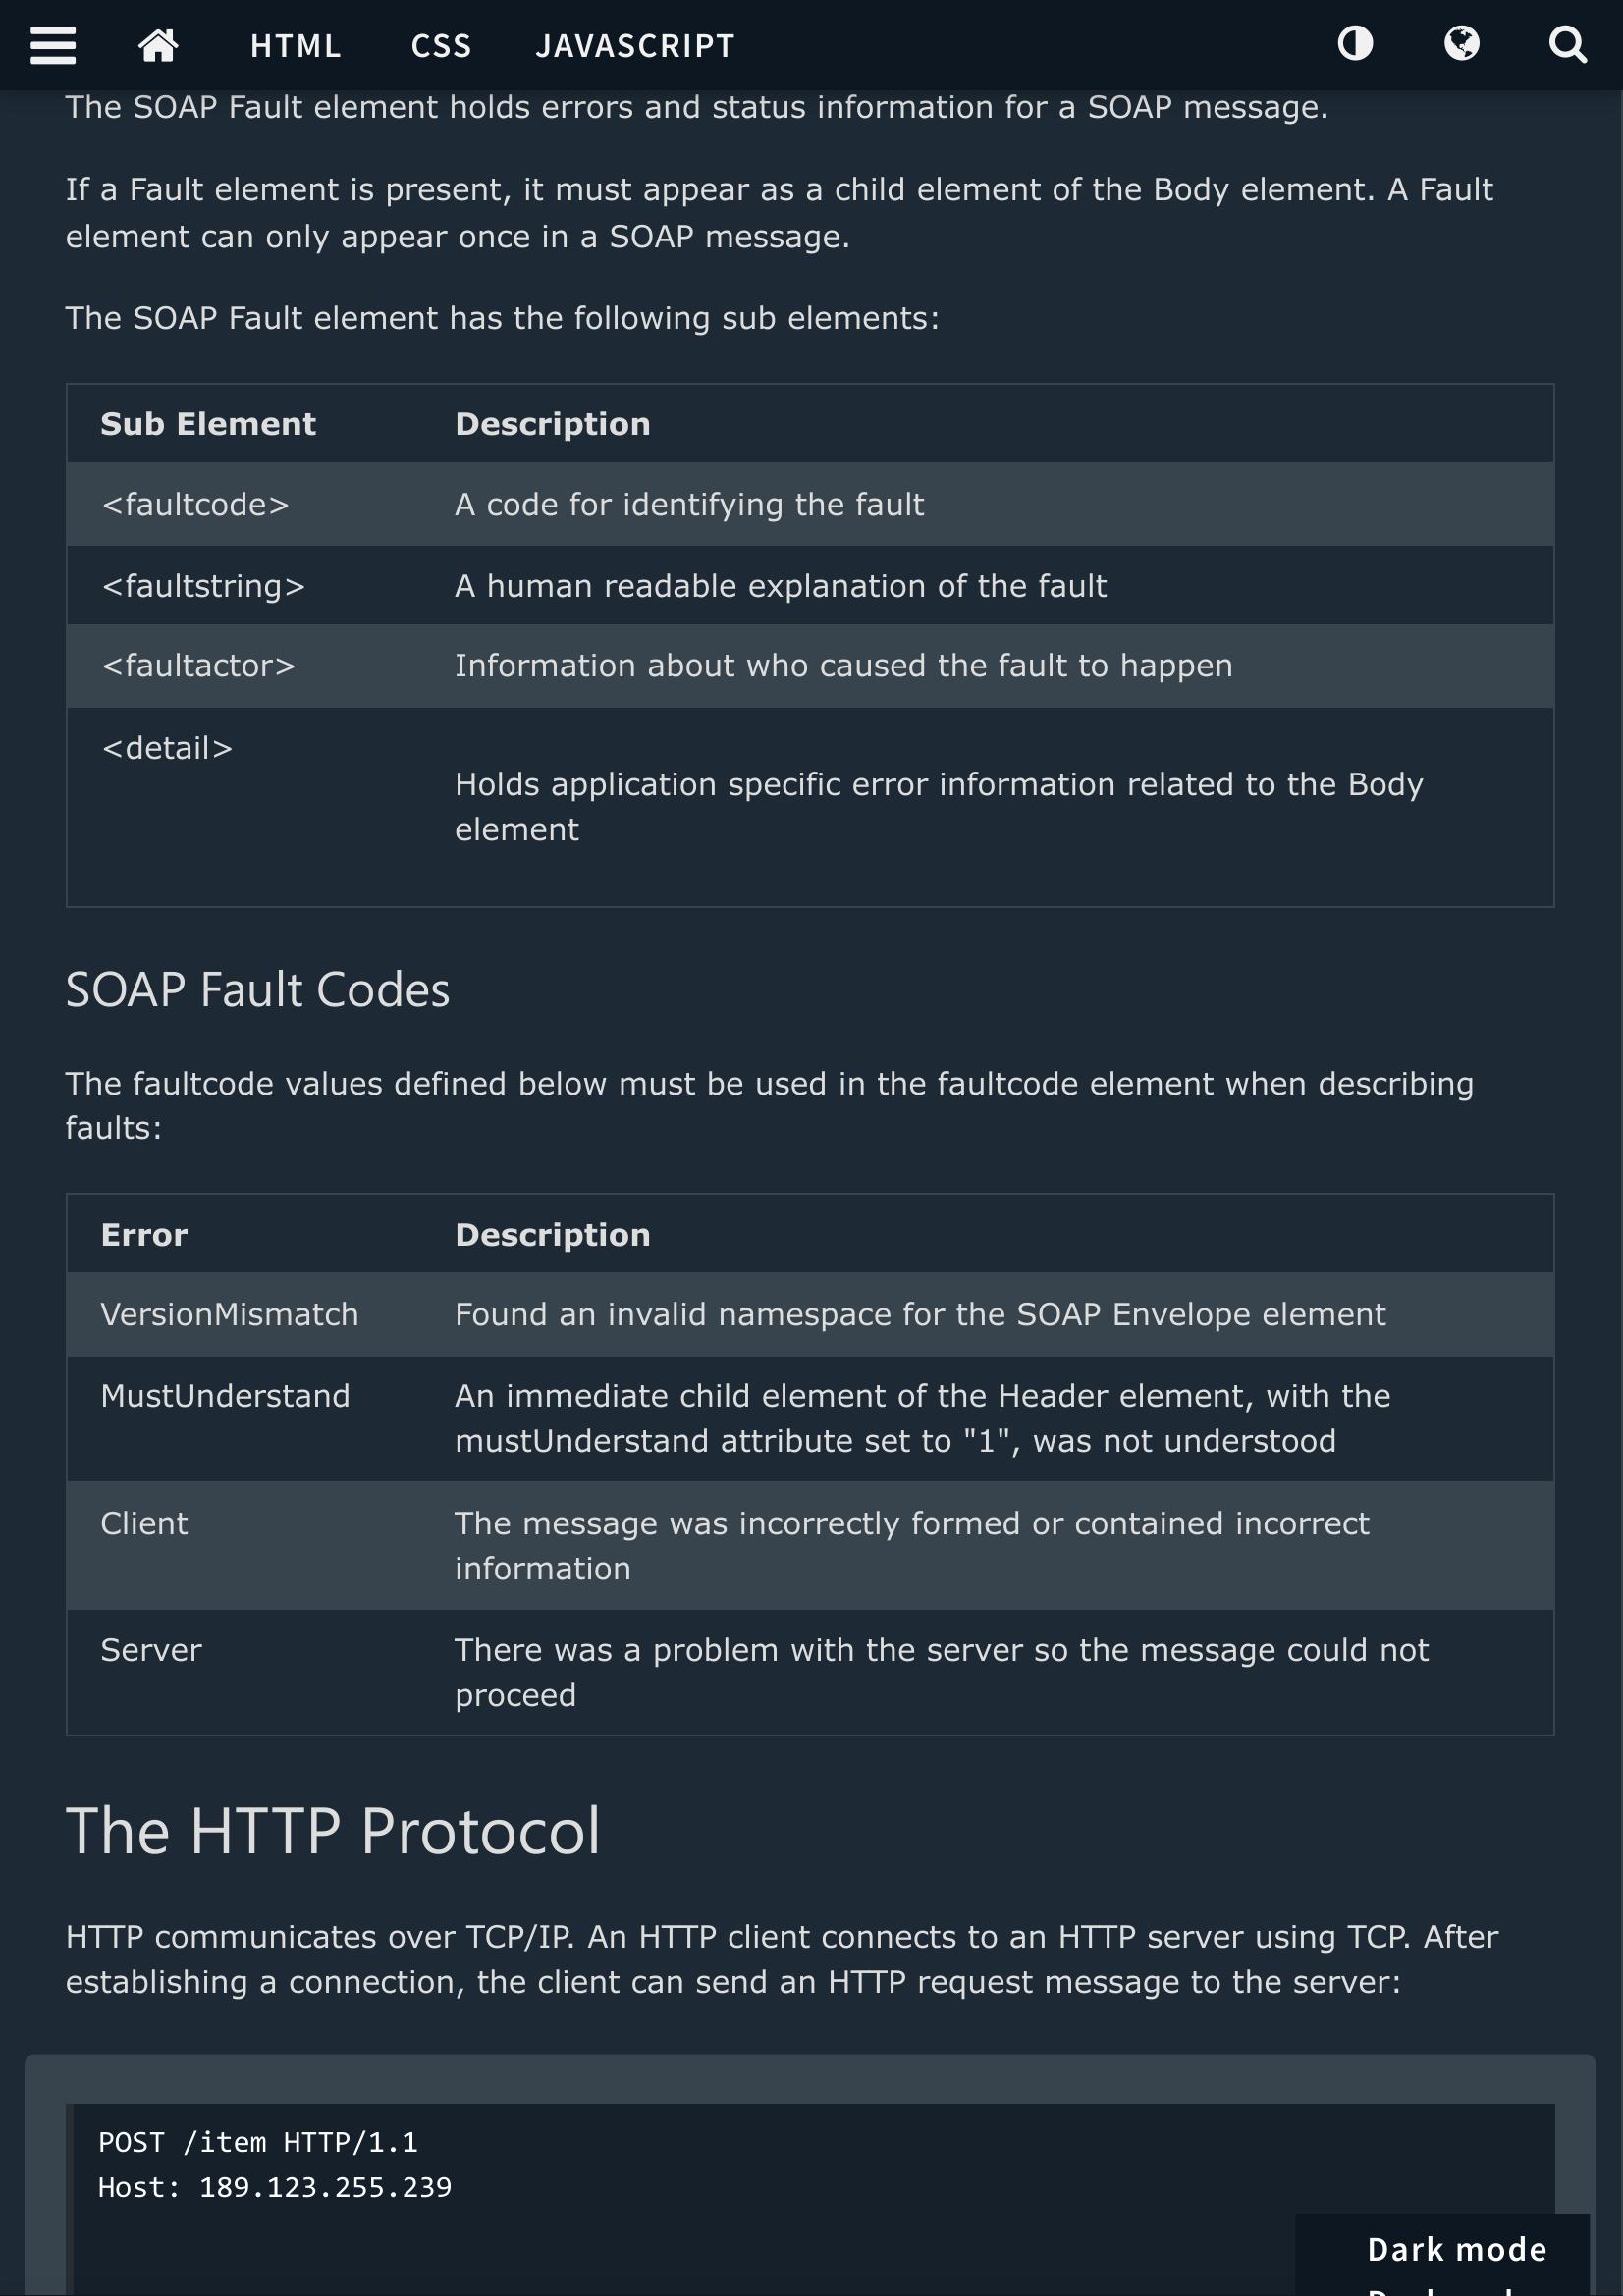 HTML CSS JAVASCRIPT
The SOAP Fault element holds errors and status information for a SOAP message.
If a Fault element is present, it must appear as a child element of the Body element. A Fault
element can only appear once in a SOAP message.
The SOAP Fault element has the following sub elements:
Sub Element Description
<faultcode> A code for identifying the fault
<faultstring> A human readable explanation of the fault
<faultactor> Information about who caused the fault to happen
<detail>
Holds application specific error information related to the Body
element
SOAP Fault Codes
The faultcode values defined below must be used in the faultcode element when describing
faults:
Error Description
VersionMismatch Found an invalid namespace for the SOAP Envelope element
MustUnderstand An immediate child element of the Header element, with the
mustUnderstand attribute set to "1", was not understood
Client The message was incorrectly formed or contained incorrect
information
Server There was a problem with the server so the message could not
proceed
The HTTP Protocol
HTTP communicates over TCP/IP. An HTTP client connects to an HTTP server using TCP. After
establishing a connection, the client can send an HTTP request message to the server:
POST /item HTTP/1.1
Host: 189.123.255.239
Dark mode